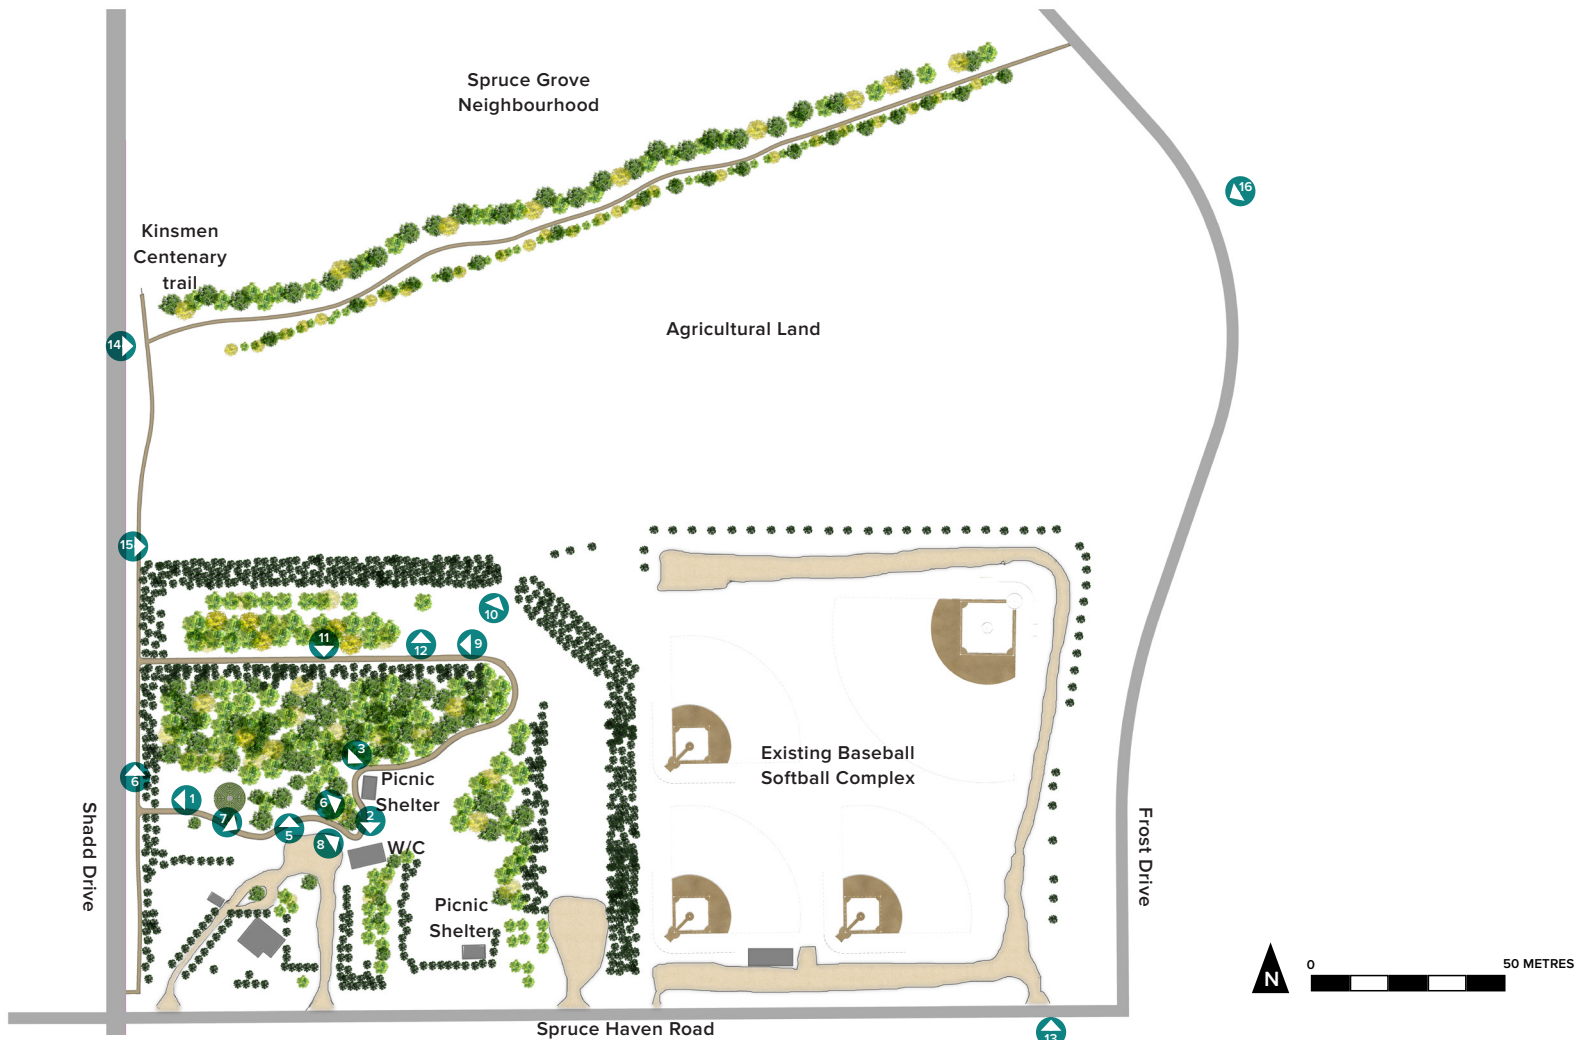 Spruce Grove
Neighbourhood
16
Kinsmen
Centenary
trail
Agricultural Land
14
15
10
11
12
9
3
Existing Baseball
Softball Complex
6
Picnic
Shelter
1
6
7
5
2
8
W/C
Shadd Drive
Frost Drive
Picnic
Shelter
N
0
50 METRES
Spruce Haven Road
13